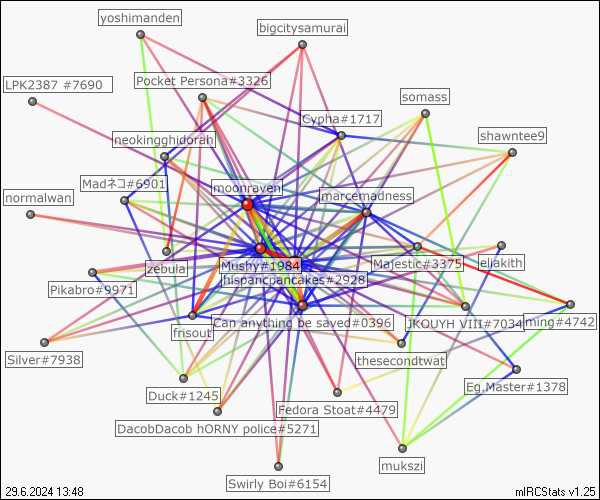 yoshimanden
bigcitysamurai
LPK2387 #7690
Pocket Persona#3326
somass
Cypha#1717
shawntee9
neokingghidorah
Madネコ#6901
moonraven
marcemadness
normalwan
zebula
Mushy#1984
Majestic#3375
jeliakith
Pikabro#9971
hispancpancakes#2928
frisout
Can anything be saved#0396
JKOUYH VIII#7034
ming#4742
Silver#7938
thesecondtwat
Duck#1245
Eg.Master#1378
Fedora Stoat#4479
DacobDacob hORNY police#5271
mukszi
Swirly Boi#6154
29.6.2024 13:48
mIRCStats v1.25